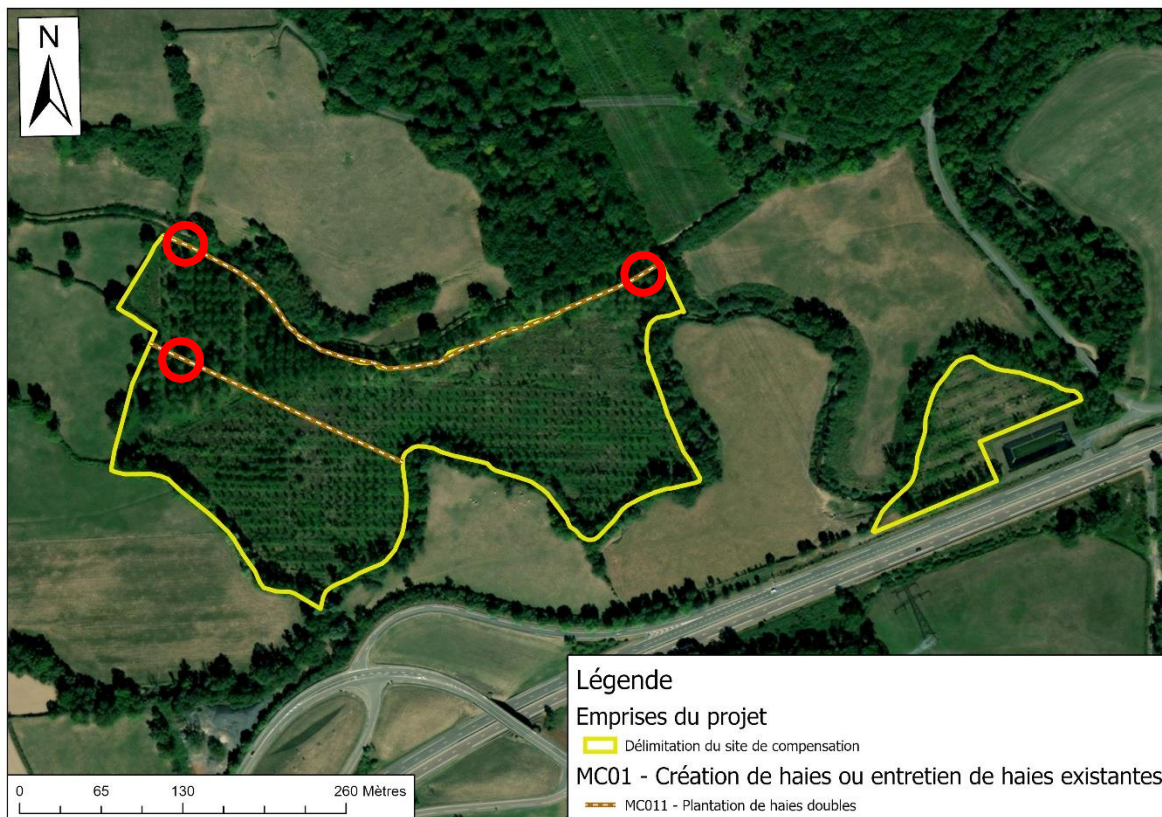 N
Légende
Emprises du projet
Délimitation du site de compensation
MC01 - Création de haies ou entretien de haies existantes
MC011 - Plantation de haies doubles
0 65 130 260 Mètres